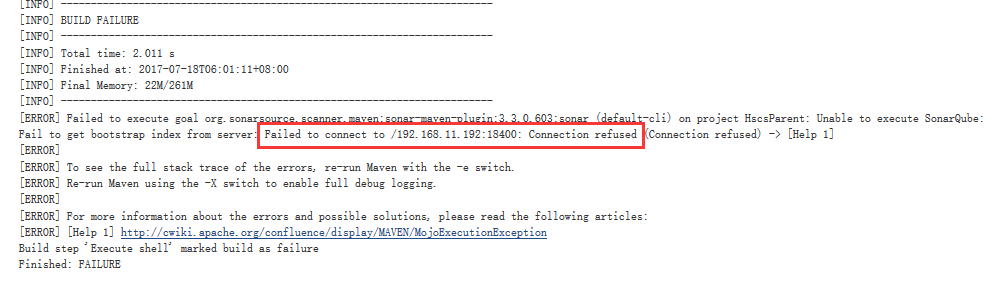 [INFO] ------------------------------------------------------------------------
[INFO] BUILD FAILURE
[INFO] ------------------------------------------------------------------------
[INFO] Total time: 2.011 s
[INFO] Finished at: 2017-07-18T06:01:11+08:00
[INFO] Final Memory: 22M/261M
[INFO] ------------------------------------------------------------------------
[ERROR] Failed to execute goal org.sonarsource.scanner.maven:sonar-maven-plugin:3.3.0.603:sonar (default-cli) on project HscsParent: Unable to execute SonarQube:
Fail to get bootstrap index from server: Failed to connect to /192.168.11.192:18400: Connection refused (Connection refused) -> [Help 1]
[ERROR]
[ERROR] To see the full stack trace of the errors, re-run Maven with the -e switch.
[ERROR] Re-run Maven using the -X switch to enable full debug logging.
[ERROR]
[ERROR] For more information about the errors and possible solutions, please read the following articles:
[ERROR] [Help 1] http://cwiki.apache.org/confluence/display/MAVEN/MojoExecutionException
Build step 'Execute shell' marked build as failure
Finished: FAILURE